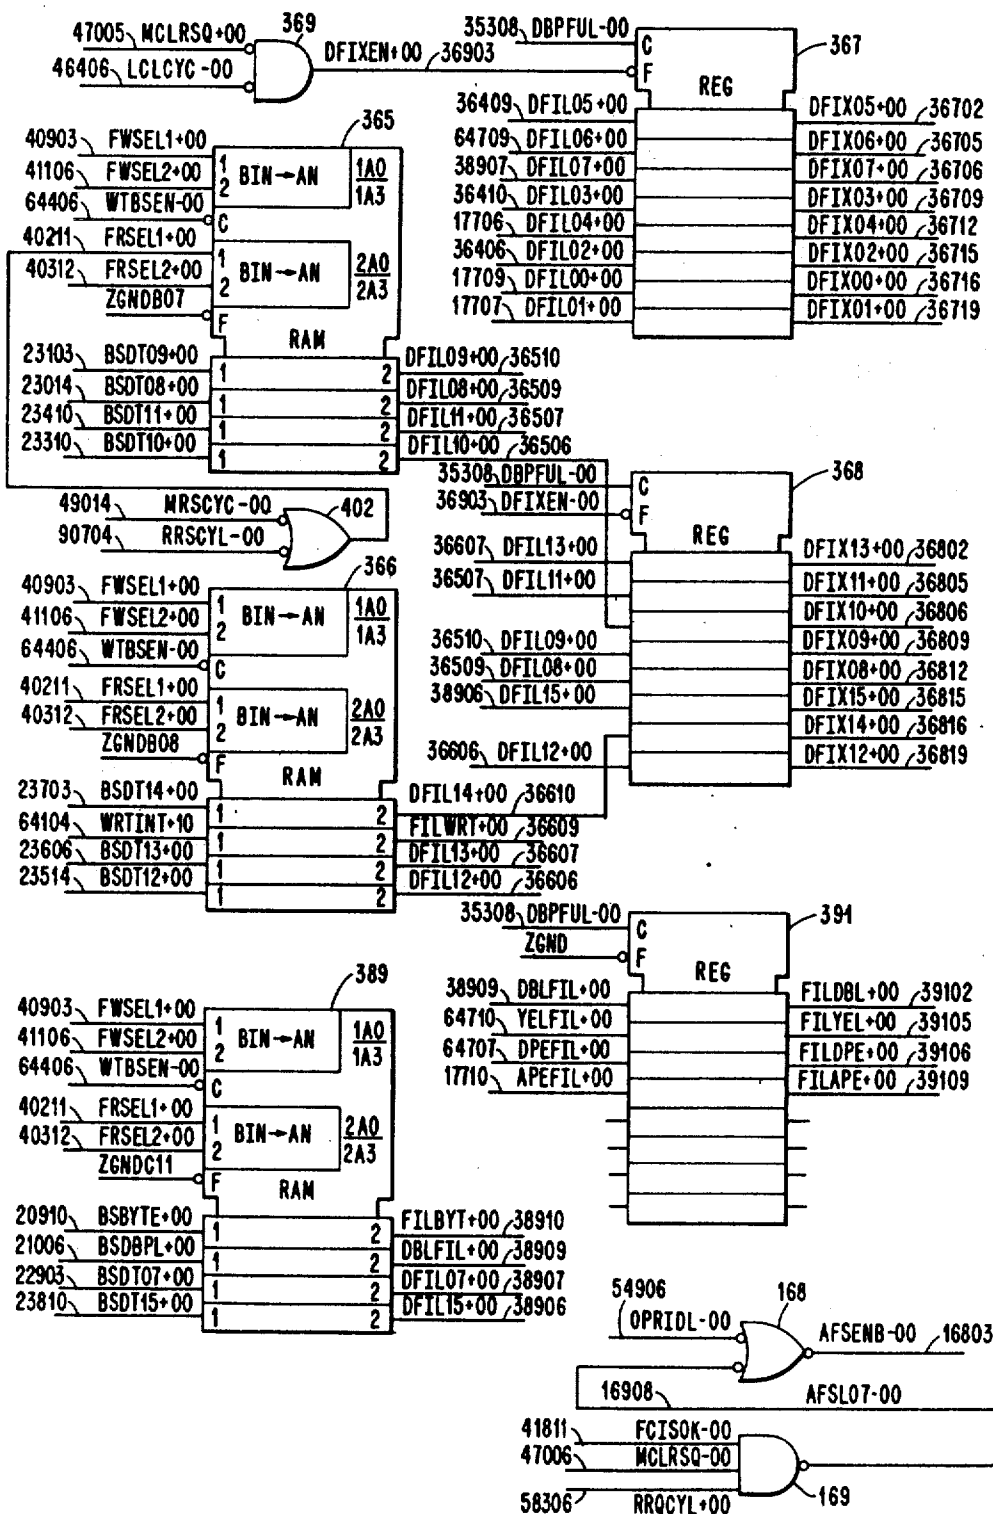 47005 MCLRSQ+00
369
46406 LCLCYC-00
DFIXEN+00 36903
35308 DBPFUL-00
C
F
REG
367
36409 DFIL05+00
DFIX05+00 36702
64709 DFIL06+00
DFIX06+00 36705
38907 DFIL07+00
DFIX07+00 36706
36410 DFIL03+00
DFIX03+00 36709
17706 DFIL04+00
DFIX04+00 36712
36406 DFIL02+00
DFIX02+00 36715
17709 DFIL00+00
DFIX00+00 36716
17707 DFIL01+00
DFIX01+00 36719
365
40903 FWSEL1+00
1 BIN→AN 1A0
41106 FWSEL2+00
2 1A3
64406 WTBSEN-00
C
40211 FRSEL1+00
1 BIN→AN 2A0
40312 FRSEL2+00
2 2A3
ZGNDB07
F
RAM
23103 BSDT09+00 1 2 DFIL09+00 36510
23014 BSDT08+00 1 2 DFIL08+00 36509
23410 BSDT11+00 1 2 DFIL11+00 36507
23310 BSDT10+00 1 2 DFIL10+00 36506
49014 MRSCYC-00
402
90704 RRSCYL-00
35308 DBPFUL-00
C
36903 DFIXEN-00
F
REG
368
36607 DFIL13+00
DFIX13+00 36802
36507 DFIL11+00
DFIX11+00 36805
DFIX10+00 36806
36510 DFIL09+00
DFIX09+00 36809
36509 DFIL08+00
DFIX08+00 36812
38906 DFIL15+00
DFIX15+00 36815
DFIX14+00 36816
36606 DFIL12+00
DFIX12+00 36819
366
40903 FWSEL1+00
1 BIN→AN 1A0
41106 FWSEL2+00
2 1A3
64406 WTBSEN-00
C
40211 FRSEL1+00
1 BIN→AN 2A0
40312 FRSEL2+00
2 2A3
ZGNDB08
F
RAM
23703 BSDT14+00 1 2 DFIL14+00 36610
64104 WRTINT+10 1 2 FILWRT+00 36609
23606 BSDT13+00 1 2 DFIL13+00 36607
23514 BSDT12+00 1 2 DFIL12+00 36606
35308 DBPFUL-00
C
ZGND
F
REG
391
38909 DBLFIL+00
FILDBL+00 39102
64710 YELFIL+00
FILYEL+00 39105
64707 DPEFIL+00
FILDPE+00 39106
17710 APEFIL+00
FILAPE+00 39109
389
40903 FWSEL1+00
1 BIN→AN 1A0
41106 FWSEL2+00
2 1A3
64406 WTBSEN-00
C
40211 FRSEL1+00
1 BIN→AN 2A0
40312 FRSEL2+00
2 2A3
ZGNDC11
F
RAM
20910 BSBYTE+00 1 2 FILBYT+00 38910
21006 BSDBPL+00 1 2 DBLFIL+00 38909
22903 BSDT07+00 1 2 DFIL07+00 38907
23810 BSDT15+00 1 2 DFIL15+00 38906
54906
OPRIDL-00
168
AFSENB-00 16803
16908 AFSL07-00
41811 FCISOK-00
47006 MCLRSQ-00
58306 RRQCYL+00
169